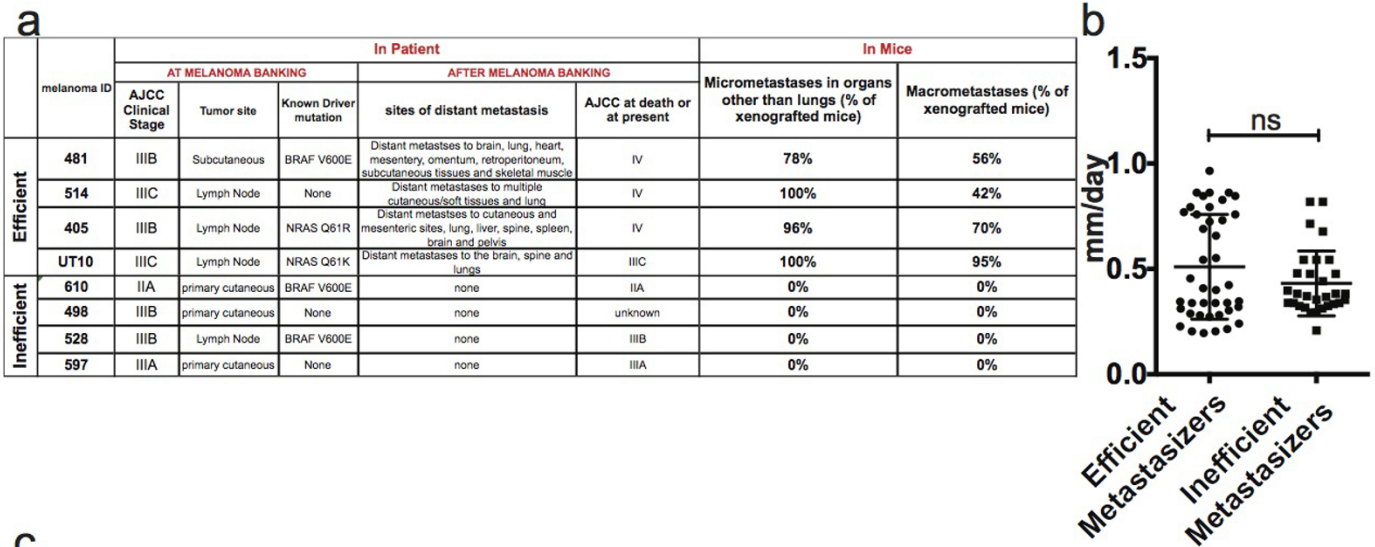 a
In Patient
In Mice
melanoma ID
AT MELANOMA BANKING
AFTER MELANOMA BANKING
AJCC
Clinical
Stage
Tumor site
Known Driver
mutation
sites of distant metastasis
AJCC at death or
at present
Micrometastases in organs
other than lungs (% of
xenografted mice)
Macrometastases (% of
xenografted mice)
Efficient
481
IIIB
Subcutaneous
BRAF V600E
Distant metastses to brain, lung, heart,
mesentery, omentum, retroperitoneum,
subcutaneous tissues and skeletal muscle
IV
78%
56%
514
IIIC
Lymph Node
None
Distant metastases to multiple
cutaneous/soft tissues and lung
IV
100%
42%
405
IIIB
Lymph Node
NRAS Q61R
Distant metastses to cutaneous and
mesenteric sites, lung, liver, spine, spleen,
brain and pelvis
IV
96%
70%
UT10
IIIC
Lymph Node
NRAS Q61K
Distant metastases to the brain, spine and
lungs
IIIC
100%
95%
Inefficient
610
IIA
primary cutaneous
BRAF V600E
none
IIA
0%
0%
498
IIIB
primary cutaneous
None
none
unknown
0%
0%
528
IIIB
Lymph Node
BRAF V600E
none
IIIB
0%
0%
597
IIIA
primary cutaneous
None
none
IIIA
0%
0%
b
1.5
1.0
0.5
0.0
mm/day
ns
Efficient
Metastasizers
Inefficient
Metastasizers
c